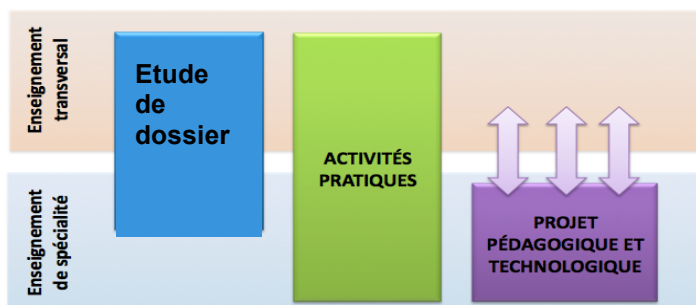 Enseignement
transversal
Etude
de
dossier
ACTIVITÉS
PRATIQUES
Enseignement
de spécialité
PROJET
PÉDAGOGIQUE ET
TECHNOLOGIQUE